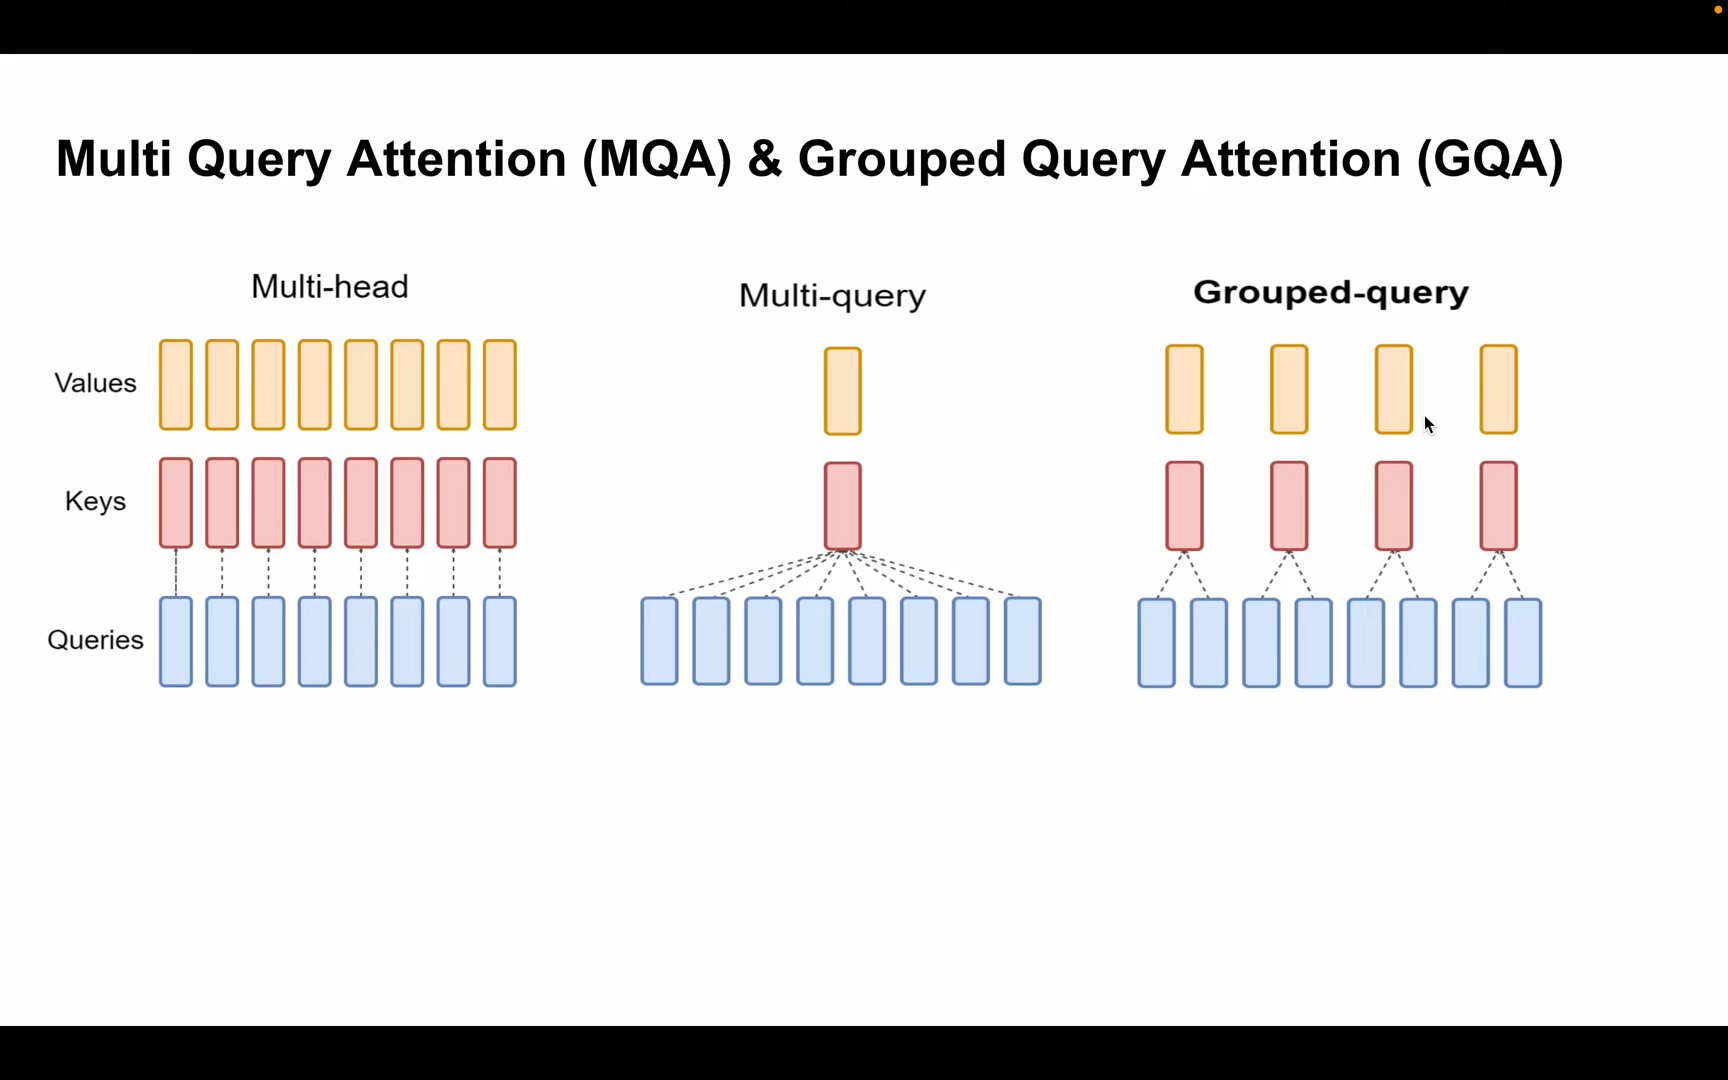 Multi Query Attention (MQA) & Grouped Query Attention (GQA)
Multi-head
Multi-query
Grouped-query
Values
Keys
Queries